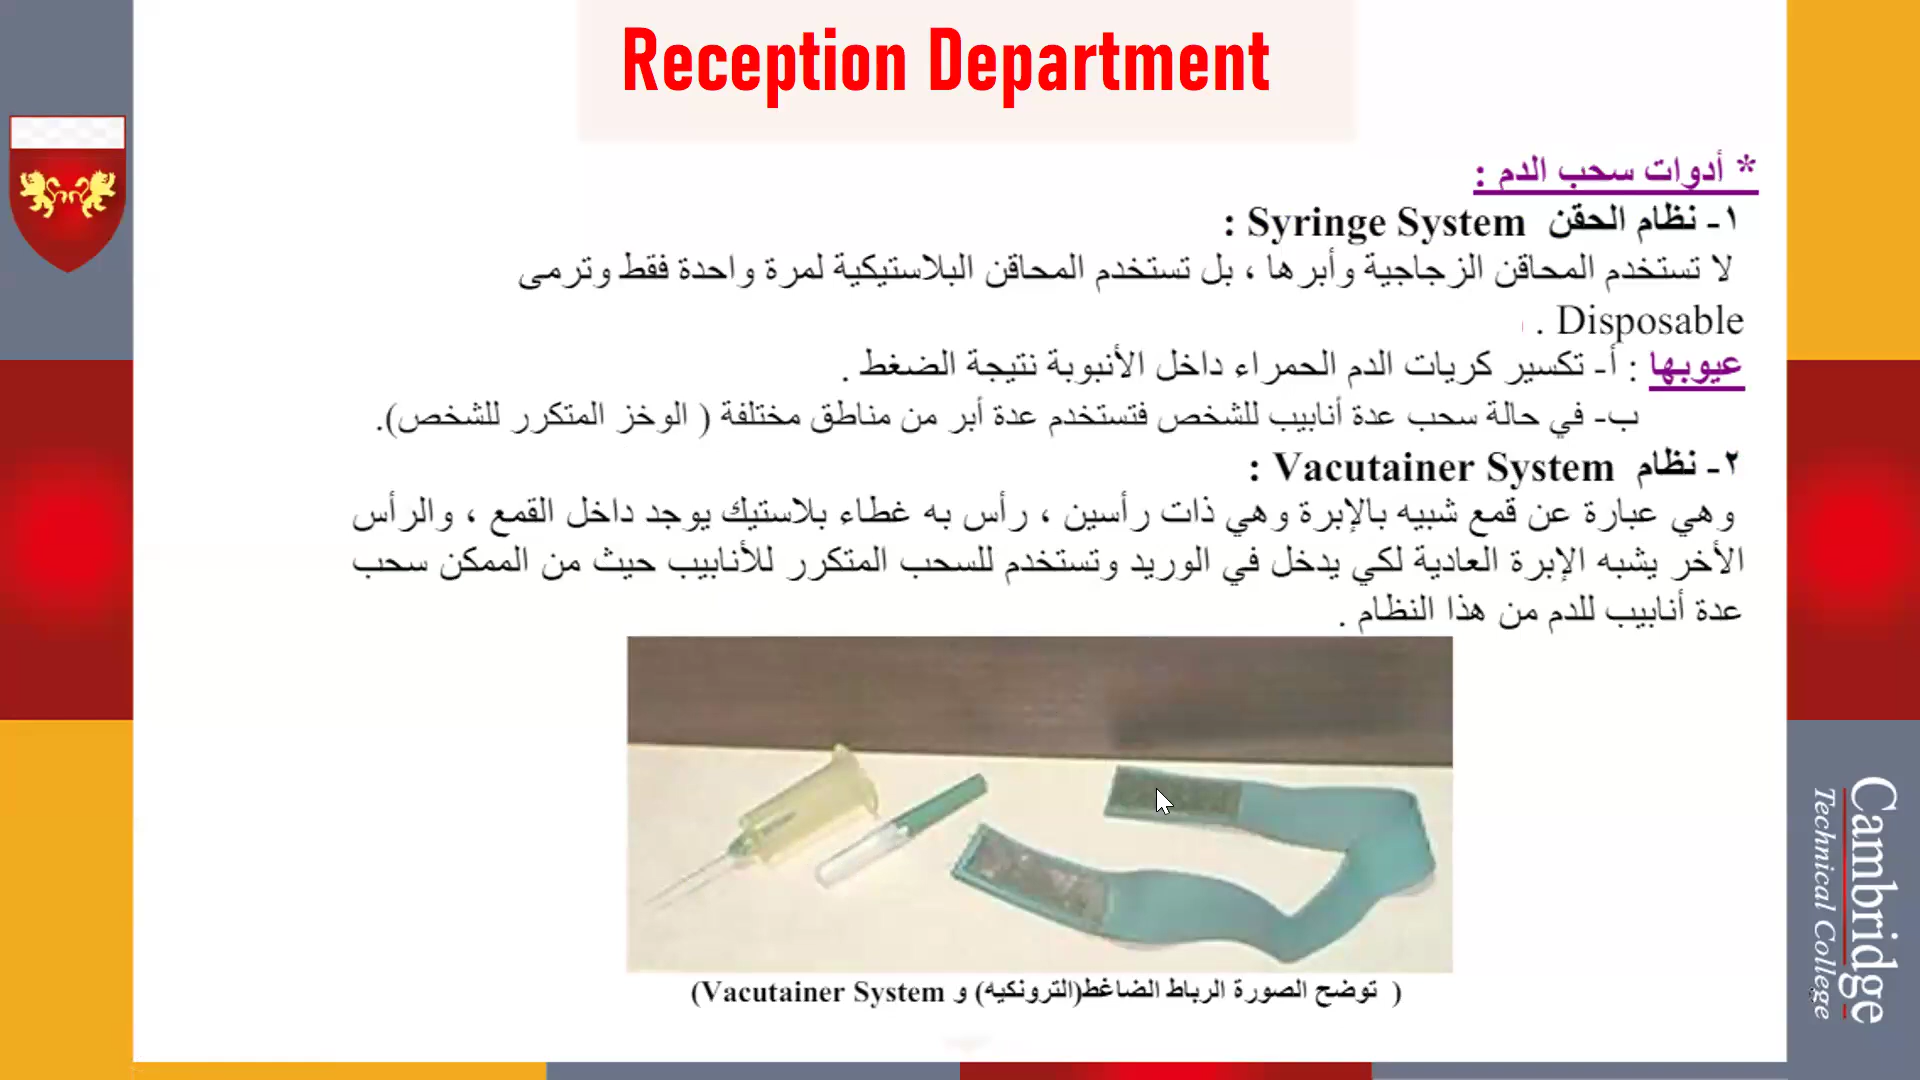 Reception Department
* أدوات سحب الدم :
١- نظام الحقن Syringe System :
لا تستخدم المحاقن الزجاجية وأبرها ، بل تستخدم المحاقن البلاستيكية لمرة واحدة فقط وترمى
Disposable .
عيوبها : أ- تكسير كريات الدم الحمراء داخل الأنبوبة نتيجة الضغط .
ب- في حالة سحب عدة أنابيب للشخص فتستخدم عدة أبر من مناطق مختلفة ( الوخز المتكرر للشخص).
٢- نظام Vacutainer System :
وهي عبارة عن قمع شبيه بالإبرة وهي ذات رأسين ، رأس به غطاء بلاستيك يوجد داخل القمع ، والرأس
الأخر يشبه الإبرة العادية لكي يدخل في الوريد وتستخدم للسحب المتكرر للأنابيب حيث من الممكن سحب
عدة أنابيب للدم من هذا النظام .
( توضح الصورة الرباط الضاغط(الترونكيه) و Vacutainer System)
Cambridge
Technical College